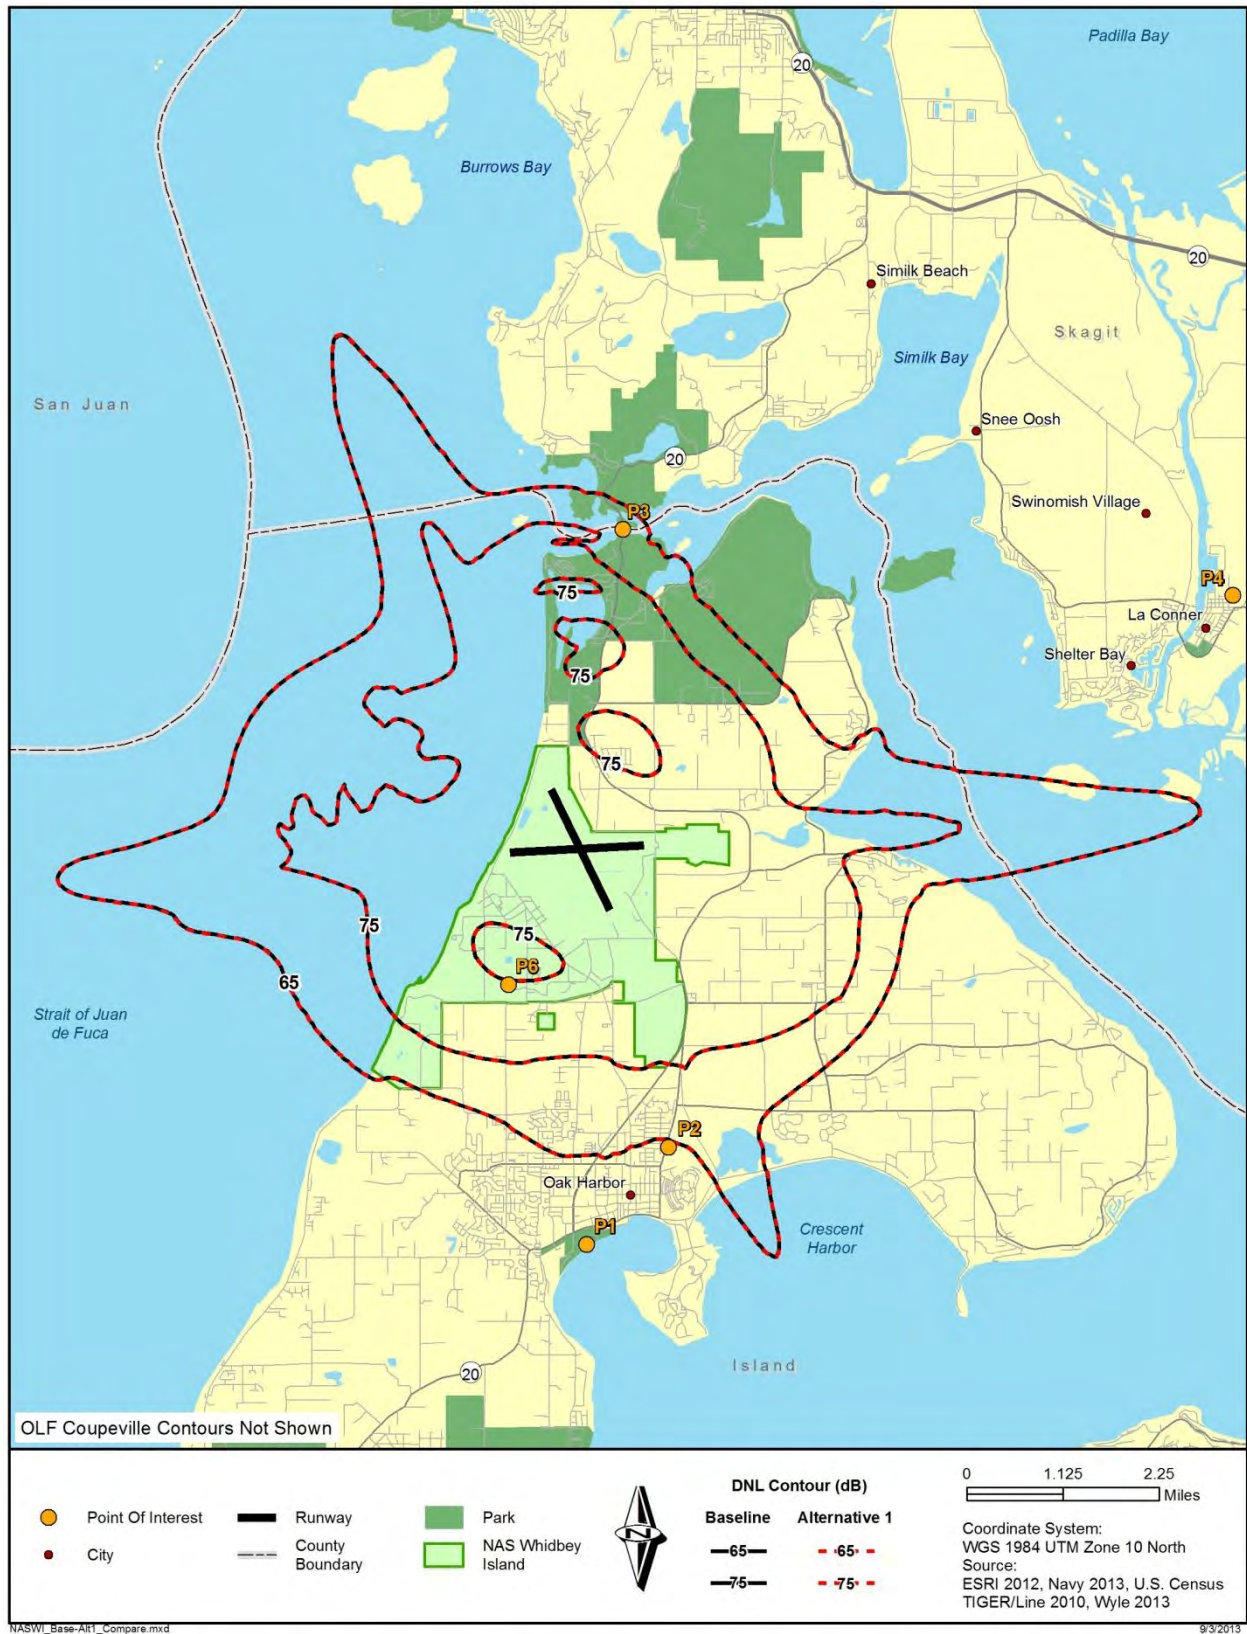 Padilla Bay
20
Burrows Bay
20
Similk Beach
Skagit
Similk Bay
San Juan
Snee Oosh
20
Swinomish Village
P3
P4
75
La Conner
Shelter Bay
75
75
75
75
P6
65
Strait of Juan
de Fuca
P2
Oak Harbor
P1
Crescent
Harbor
Island
20
OLF Coupeville Contours Not Shown
Point Of Interest
City
Runway
County
Boundary
Park
NAS Whidbey
Island
N
DNL Contour (dB)
Baseline
Alternative 1
65
65
75
75
0 1.125 2.25
Miles
Coordinate System:
WGS 1984 UTM Zone 10 North
Source:
ESRI 2012, Navy 2013, U.S. Census
TIGER/Line 2010, Wyle 2013
NASWI_Base-Alt1_Compare.mxd
9/3/2013